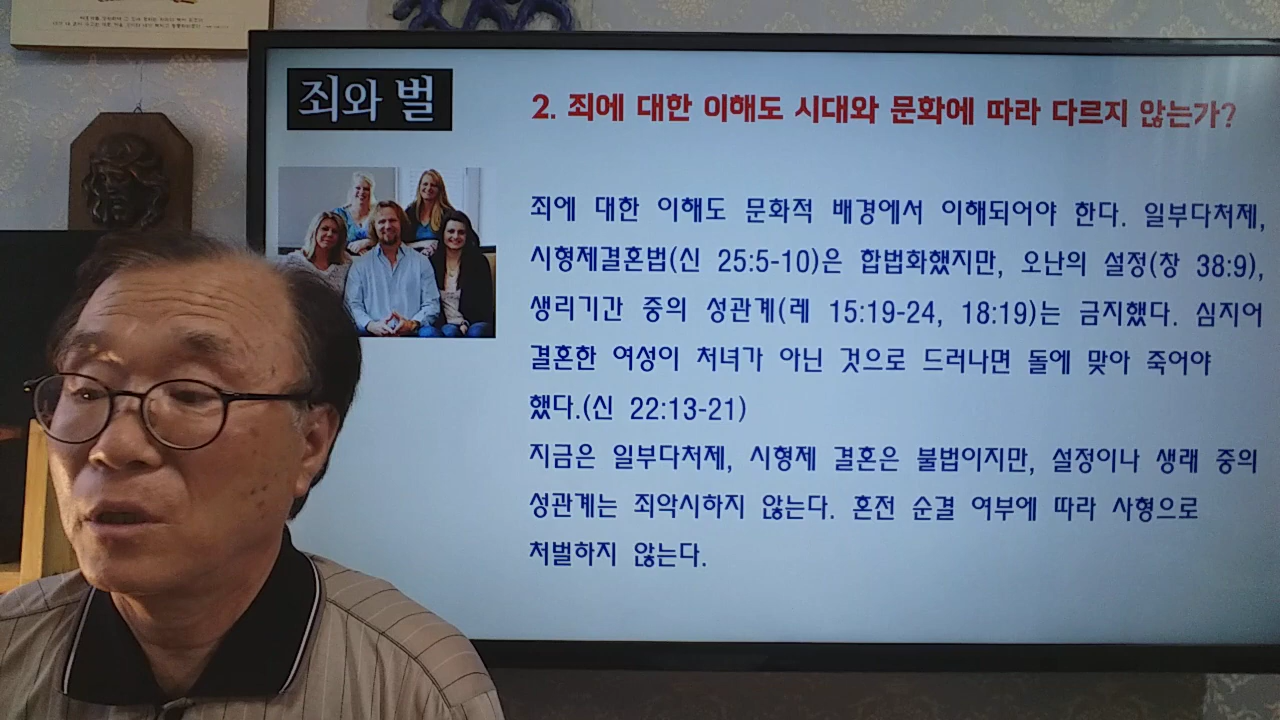 죄와 벌
2. 죄에 대한 이해도 시대와 문화에 따라 다르지 않는가?
죄에 대한 이해도 문화적 배경에서 이해되어야 한다. 일부다처제,
시형제결혼법(신 25:5-10)은 합법화했지만, 오난의 설정(창 38:9),
생리기간 중의 성관계(레 15:19-24, 18:19)는 금지했다. 심지어
결혼한 여성이 처녀가 아닌 것으로 드러나면 돌에 맞아 죽어야
했다.(신 22:13-21)
지금은 일부다처제, 시형제 결혼은 불법이지만, 설정이나 생래 중의
성관계는 죄악시하지 않는다. 혼전 순결 여부에 따라 사형으로
처벌하지 않는다.